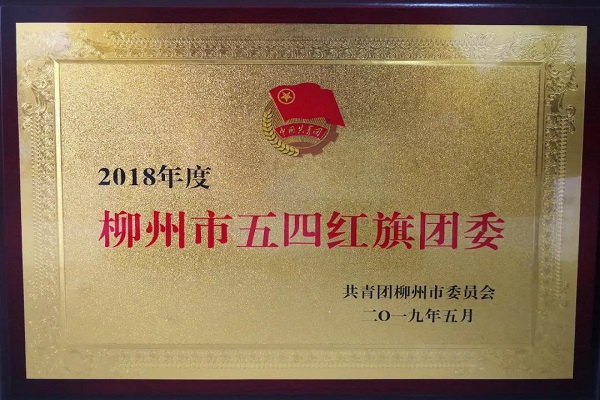 中国共青团
2018年度
柳州市五四红旗团委
共青团柳州市委员会
二〇一九年五月